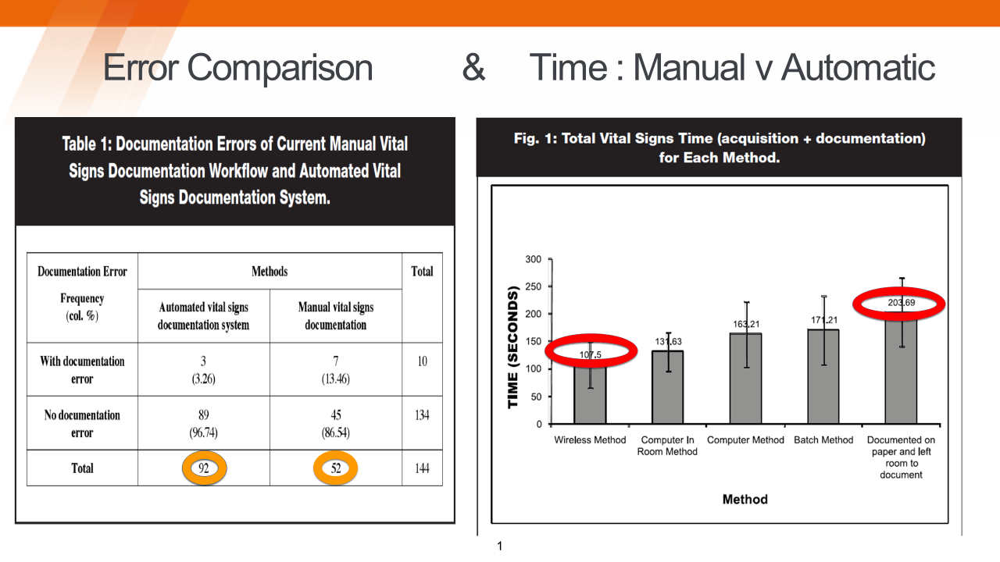 Error Comparison & Time : Manual v Automatic
Table 1: Documentation Errors of Current Manual Vital
Signs Documentation Workflow and Automated Vital
Signs Documentation System.
Documentation Error
Frequency
(col. %)
Methods
Total
Automated vital signs
documentation system
Manual vital signs
documentation
With documentation
error
3
(3.26)
7
(13.46)
10
No documentation
error
89
(96.74)
45
(86.54)
134
Total
92
52
144
Fig. 1: Total Vital Signs Time (acquisition + documentation)
for Each Method.
TIME (SECONDS)
300
250
200
150
100
50
0
107.5
131.63
163.21
171.21
203.69
Wireless Method
Computer In
Room Method
Computer Method
Batch Method
Documented on
paper and left
room to
document
Method
1